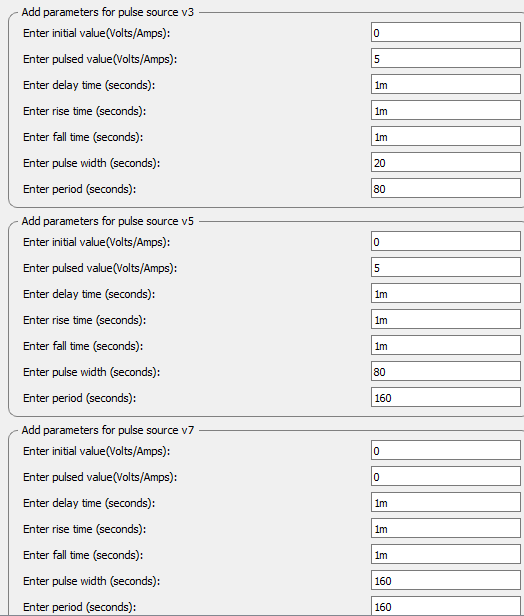 Add parameters for pulse source v3
Enter initial value(Volts/Amps): 0
Enter pulsed value(Volts/Amps): 5
Enter delay time (seconds): 1m
Enter rise time (seconds): 1m
Enter fall time (seconds): 1m
Enter pulse width (seconds): 20
Enter period (seconds): 80
Add parameters for pulse source v5
Enter initial value(Volts/Amps): 0
Enter pulsed value(Volts/Amps): 5
Enter delay time (seconds): 1m
Enter rise time (seconds): 1m
Enter fall time (seconds): 1m
Enter pulse width (seconds): 80
Enter period (seconds): 160
Add parameters for pulse source v7
Enter initial value(Volts/Amps): 0
Enter pulsed value(Volts/Amps): 0
Enter delay time (seconds): 1m
Enter rise time (seconds): 1m
Enter fall time (seconds): 1m
Enter pulse width (seconds): 160
Enter period (seconds): 160